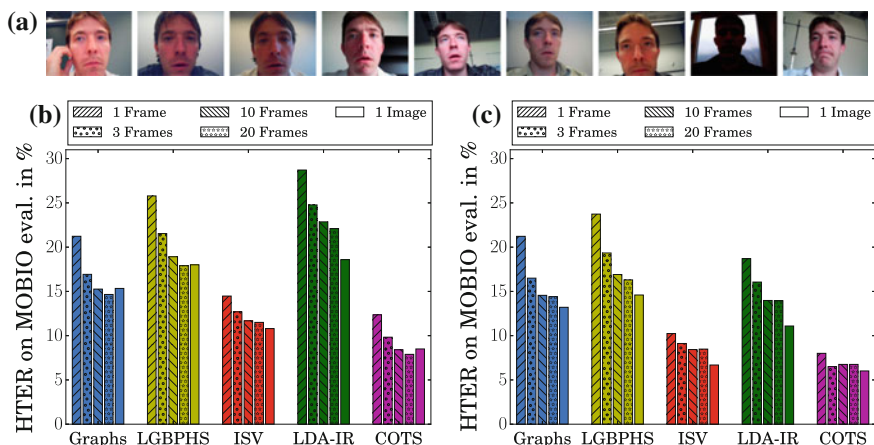 (a)
(b)
1 Frame
10 Frames
1 Image
3 Frames
20 Frames
HTER on MOBIO eval. in %
30
25
20
15
10
5
0
Graphs LGBPHS ISV LDA-IR COTS
(c)
1 Frame
10 Frames
1 Image
3 Frames
20 Frames
HTER on MOBIO eval. in %
30
25
20
15
10
5
0
Graphs LGBPHS ISV LDA-IR COTS